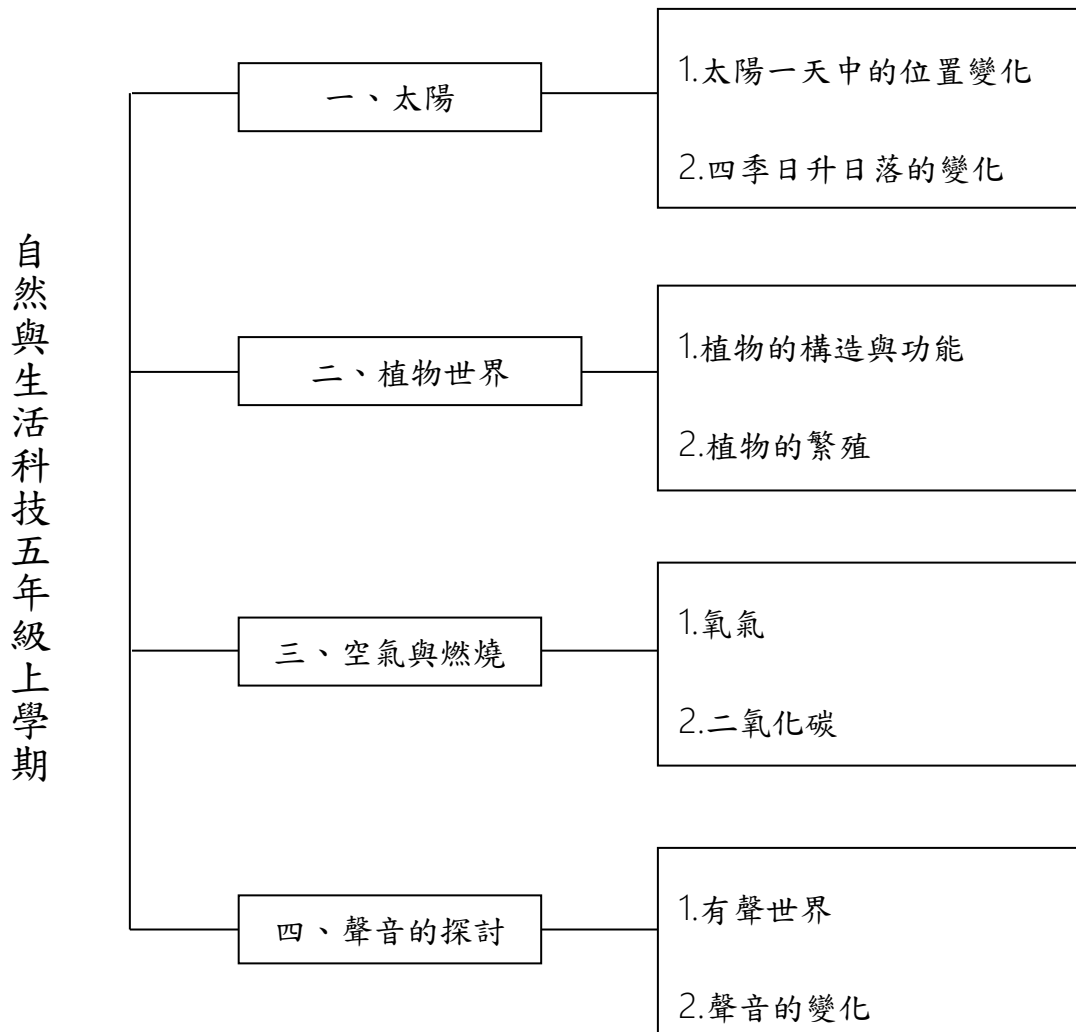 自然與生活科技五年級上學期
一、太陽
1.太陽一天中的位置變化
2.四季日升日落的變化
二、植物世界
1.植物的構造與功能
2.植物的繁殖
三、空氣與燃燒
1.氧氣
2.二氧化碳
四、聲音的探討
1.有聲世界
2.聲音的變化